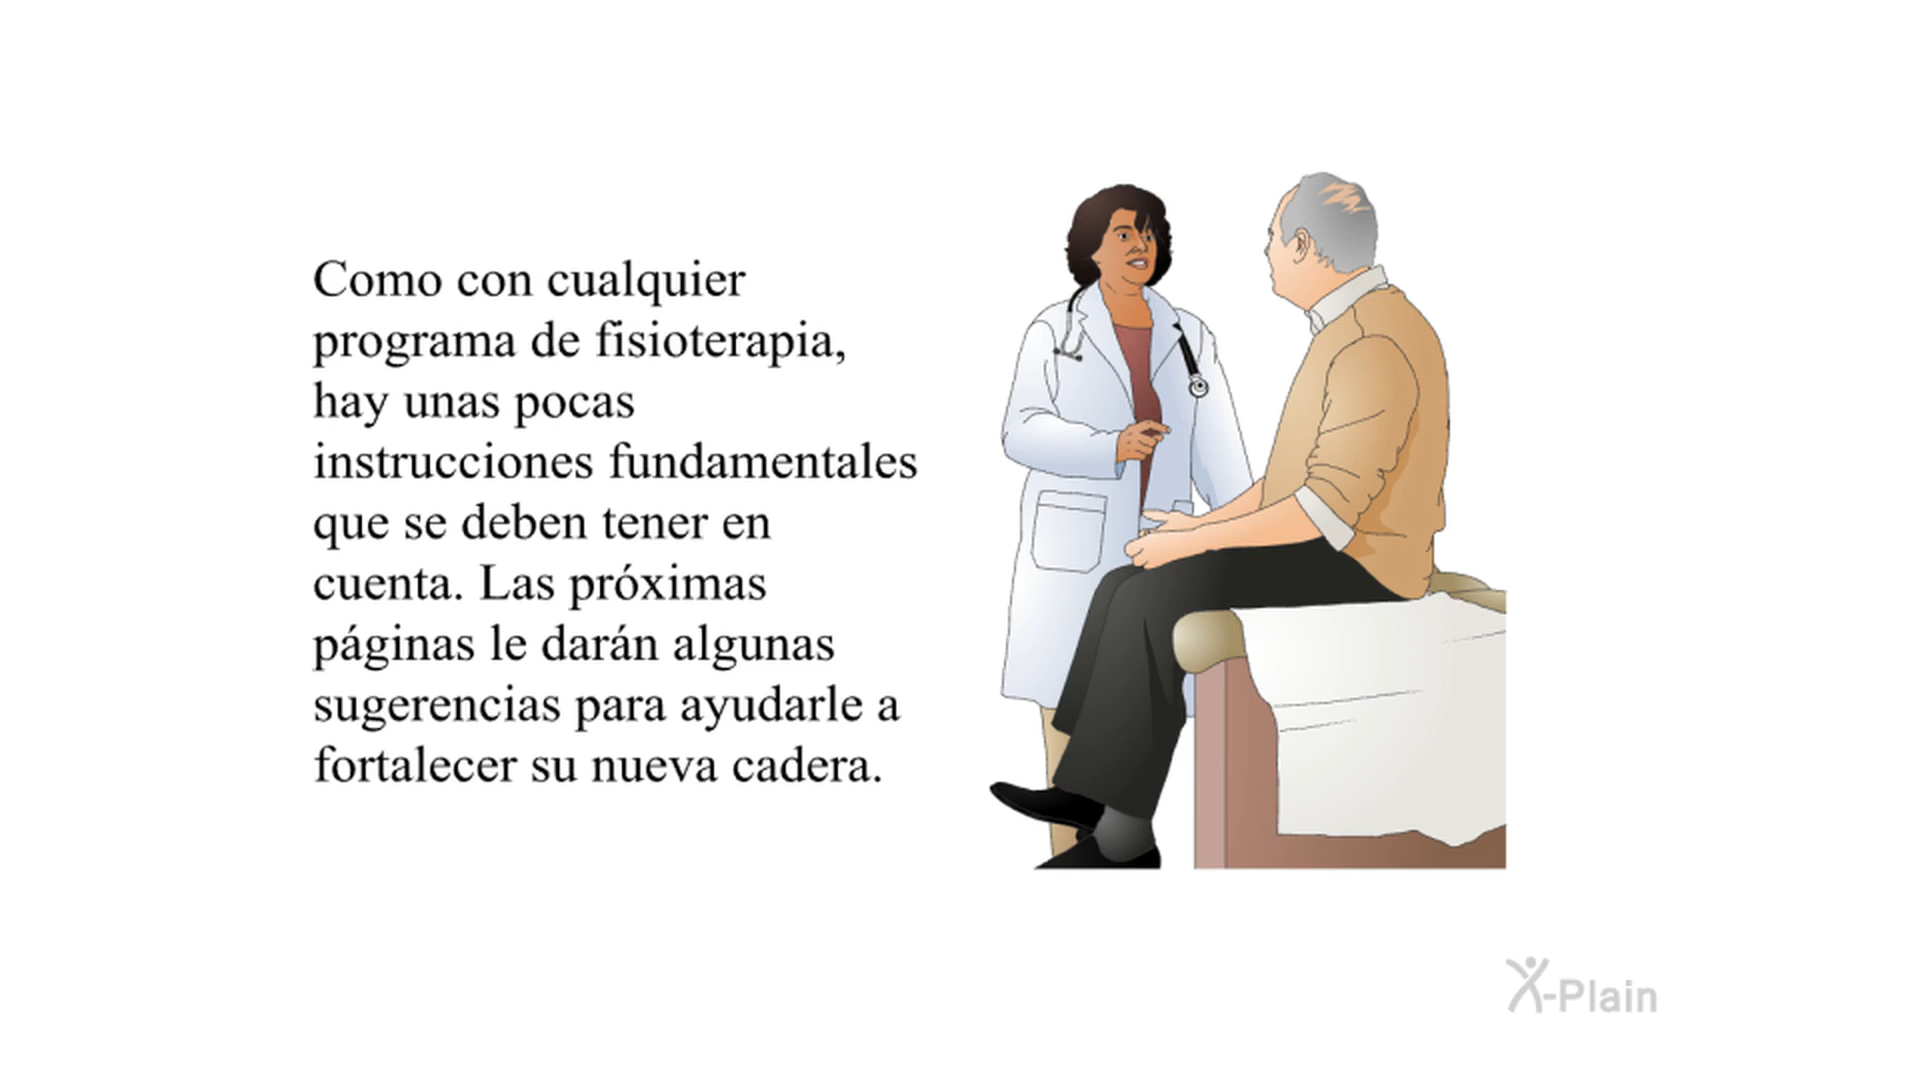 Como con cualquier
programa de fisioterapia,
hay unas pocas
instrucciones fundamentales
que se deben tener en
cuenta. Las próximas
páginas le darán algunas
sugerencias para ayudarle a
fortalecer su nueva cadera.
X-Plain